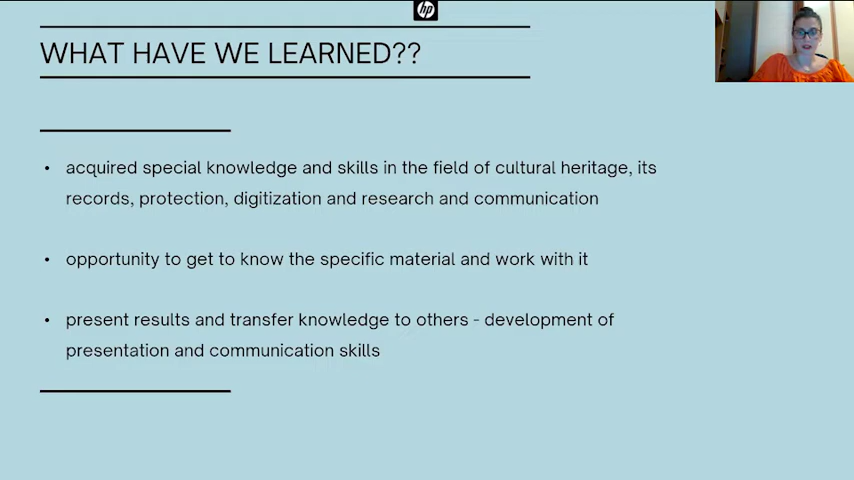 hp
WHAT HAVE WE LEARNED??
• acquired special knowledge and skills in the field of cultural heritage, its
records, protection, digitization and research and communication
• opportunity to get to know the specific material and work with it
• present results and transfer knowledge to others - development of
presentation and communication skills